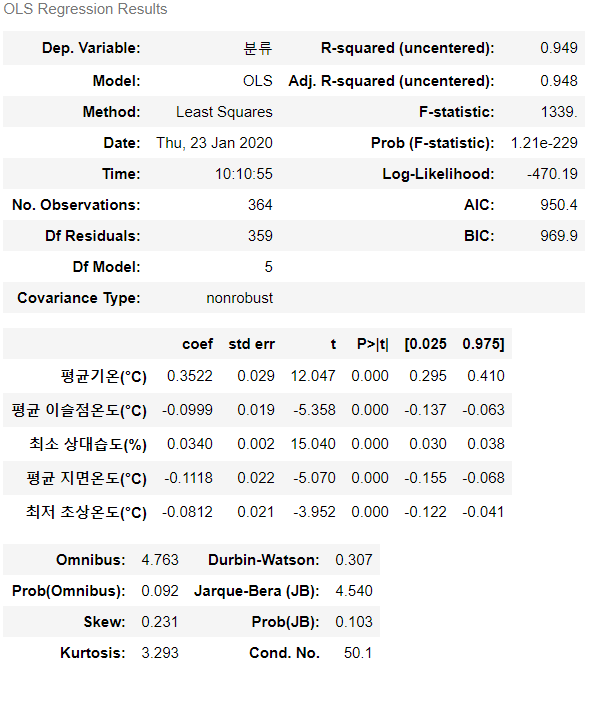 OLS Regression Results
Dep. Variable: 분류 R-squared (uncentered): 0.949
Model: OLS Adj. R-squared (uncentered): 0.948
Method: Least Squares F-statistic: 1339.
Date: Thu, 23 Jan 2020 Prob (F-statistic): 1.21e-229
Time: 10:10:55 Log-Likelihood: -470.19
No. Observations: 364 AIC: 950.4
Df Residuals: 359 BIC: 969.9
Df Model: 5
Covariance Type: nonrobust
coef std err t P>|t| [0.025 0.975]
평균기온(°C) 0.3522 0.029 12.047 0.000 0.295 0.410
평균 이슬점온도(°C) -0.0999 0.019 -5.358 0.000 -0.137 -0.063
최소 상대습도(%) 0.0340 0.002 15.040 0.000 0.030 0.038
평균 지면온도(°C) -0.1118 0.022 -5.070 0.000 -0.155 -0.068
최저 초상온도(°C) -0.0812 0.021 -3.952 0.000 -0.122 -0.041
Omnibus: 4.763 Durbin-Watson: 0.307
Prob(Omnibus): 0.092 Jarque-Bera (JB): 4.540
Skew: 0.231 Prob(JB): 0.103
Kurtosis: 3.293 Cond. No. 50.1